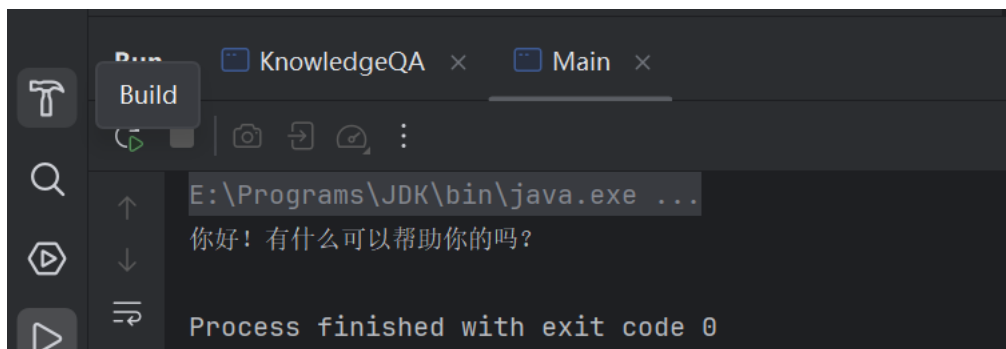 KnowledgeQA
Main
Build
E:\Programs\JDK\bin\java.exe ...
你好！有什么可以帮助你的吗？
Process finished with exit code 0